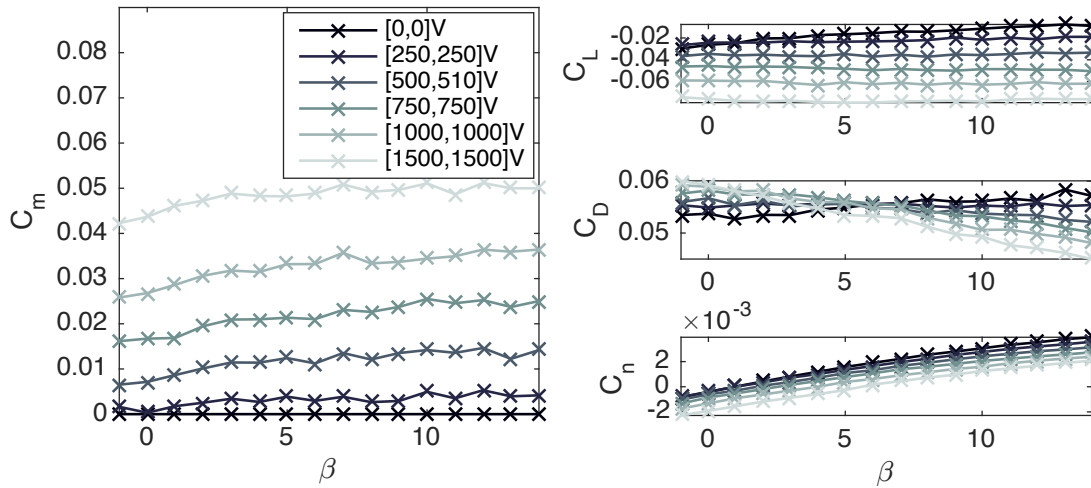 0.08
0.07
0.06
0.05
0.04
0.03
0.02
0.01
0
C_m
0
5
10
β
[0,0]V
[250,250]V
[500,510]V
[750,750]V
[1000,1000]V
[1500,1500]V
-0.02
-0.04
-0.06
C_L
0
5
10
0.06
0.05
C_D
0
5
10
×10^-3
2
0
-2
C_n
0
5
10
β